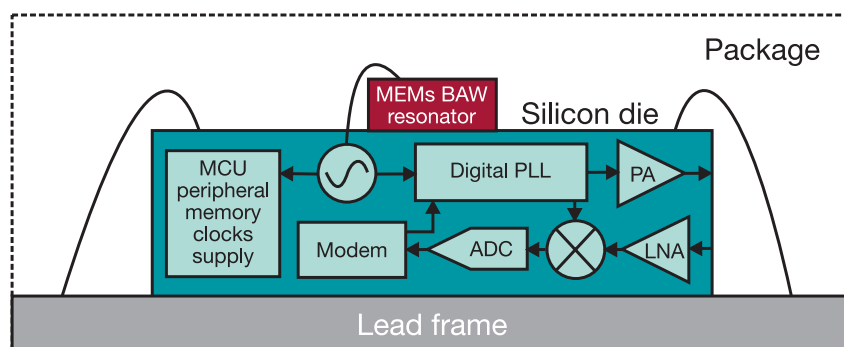 Package
MEMs BAW
resonator
Silicon die
MCU
peripheral
memory
clocks
supply
Digital PLL
PA
Modem
ADC
LNA
Lead frame